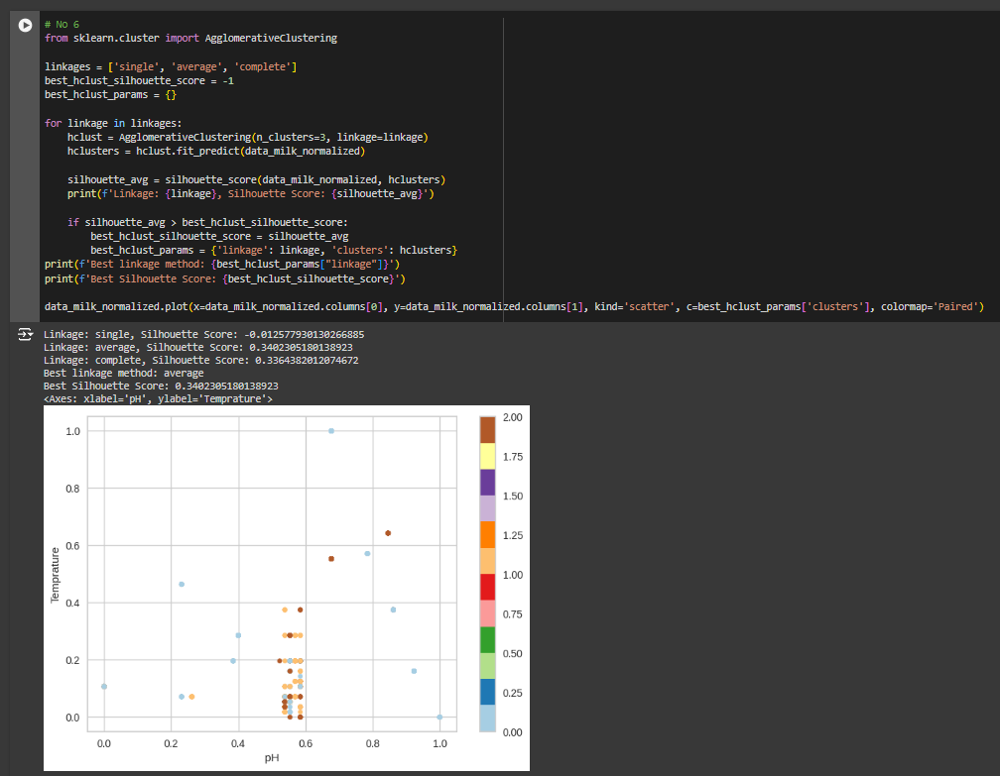 # No 6
from sklearn.cluster import AgglomerativeClustering
linkages = ['single', 'average', 'complete']
best_hclust_silhouette_score = -1
best_hclust_params = {}
for linkage in linkages:
    hclust = AgglomerativeClustering(n_clusters=3, linkage=linkage)
    hclusters = hclust.fit_predict(data_milk_normalized)
    silhouette_avg = silhouette_score(data_milk_normalized, hclusters)
    print(f'Linkage: {linkage}, Silhouette Score: {silhouette_avg}')
    if silhouette_avg > best_hclust_silhouette_score:
        best_hclust_silhouette_score = silhouette_avg
        best_hclust_params = {'linkage': linkage, 'clusters': hclusters}
print(f'Best linkage method: {best_hclust_params["linkage"]}')
print(f'Best Silhouette Score: {best_hclust_silhouette_score}')
data_milk_normalized.plot(x=data_milk_normalized.columns[0], y=data_milk_normalized.columns[1], kind='scatter', c=best_hclust_params['clusters'], colormap='Paired')
Linkage: single, Silhouette Score: -0.012577930130266885
Linkage: average, Silhouette Score: 0.3402305180138923
Linkage: complete, Silhouette Score: 0.3364382012074672
Best linkage method: average
Best Silhouette Score: 0.3402305180138923
<Axes: xlabel='pH', ylabel='Temprature'>
1.0
0.8
0.6
0.4
0.2
0.0
Temprature
0.0 0.2 0.4 0.6 0.8 1.0
pH
2.00
1.75
1.50
1.25
1.00
0.75
0.50
0.25
0.00